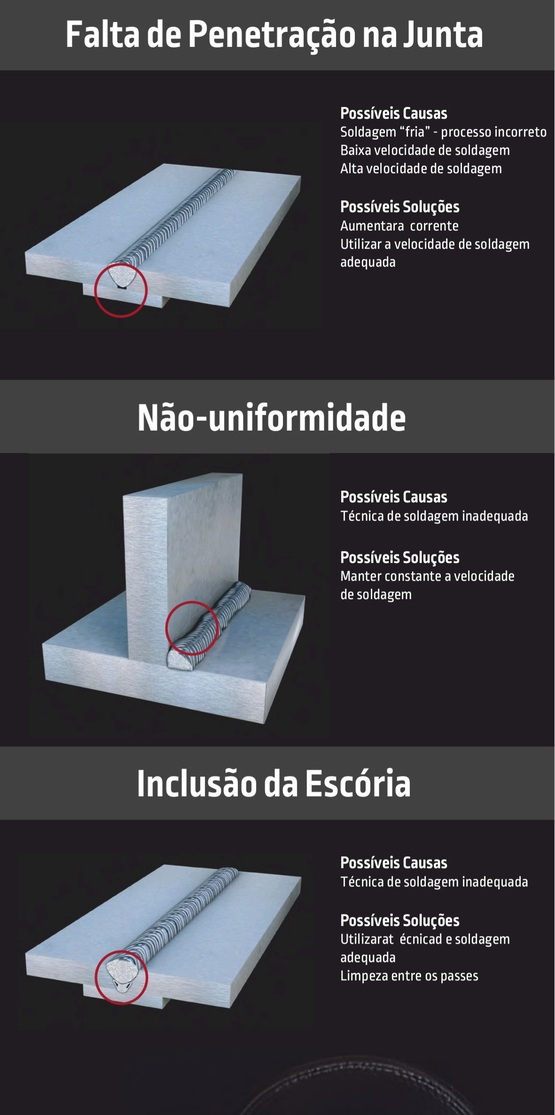 Falta de Penetração na Junta
Possíveis Causas
Soldagem “fria” - processo incorreto
Baixa velocidade de soldagem
Alta velocidade de soldagem
Possíveis Soluções
Aumentara corrente
Utilizar a velocidade de soldagem
adequada
Não-uniformidade
Possíveis Causas
Técnica de soldagem inadequada
Possíveis Soluções
Manter constante a velocidade
de soldagem
Inclusão da Escória
Possíveis Causas
Técnica de soldagem inadequada
Possíveis Soluções
Utilizarat écnicad e soldagem
adequada
Limpeza entre os passes